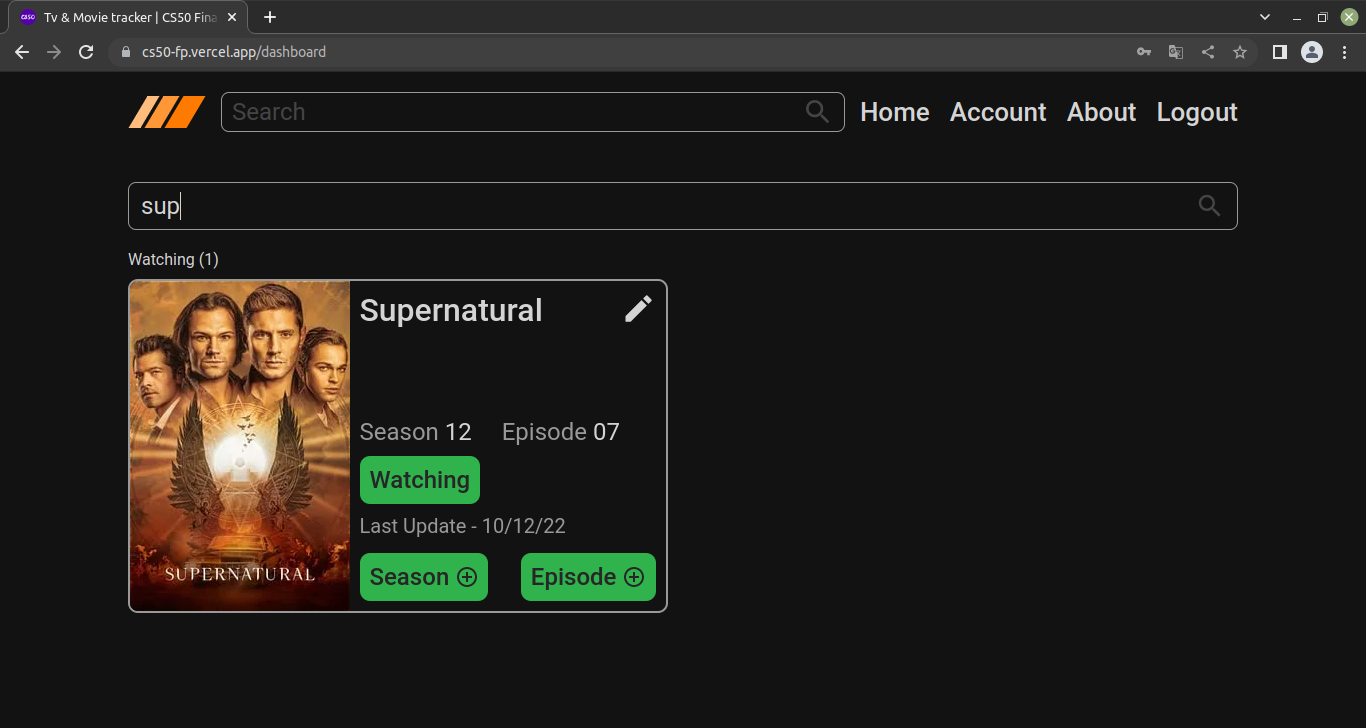 cs50 Tv & Movie tracker | CS50 Fina
cs50-fp.vercel.app/dashboard
Search Home Account About Logout
sup
Watching (1)
Supernatural
Season 12 Episode 07
Watching
Last Update - 10/12/22
Season Episode
SUPERNATURAL